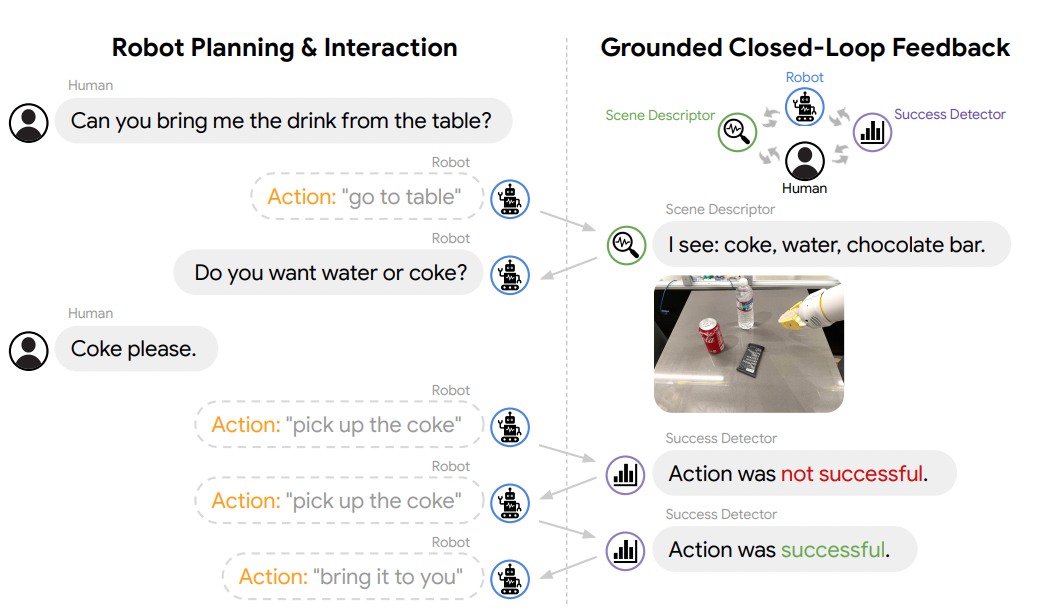 Robot Planning & Interaction
Human
Can you bring me the drink from the table?
Robot
Action: "go to table"
Robot
Do you want water or coke?
Human
Coke please.
Robot
Action: "pick up the coke"
Robot
Action: "pick up the coke"
Robot
Action: "bring it to you"
Grounded Closed-Loop Feedback
Robot
Scene Descriptor
Success Detector
Human
Scene Descriptor
I see: coke, water, chocolate bar.
Success Detector
Action was not successful.
Success Detector
Action was successful.